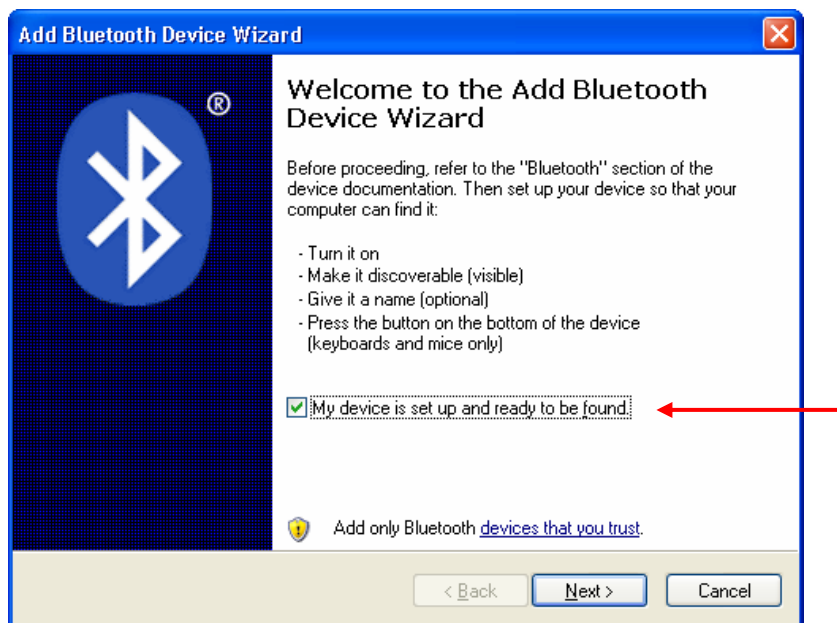 Add Bluetooth Device Wizard
®
Welcome to the Add Bluetooth
Device Wizard
Before proceeding, refer to the "Bluetooth" section of the
device documentation. Then set up your device so that your
computer can find it:
- Turn it on
- Make it discoverable (visible)
- Give it a name (optional)
- Press the button on the bottom of the device
(keyboards and mice only)
My device is set up and ready to be found.
Add only Bluetooth devices that you trust.
< Back Next > Cancel